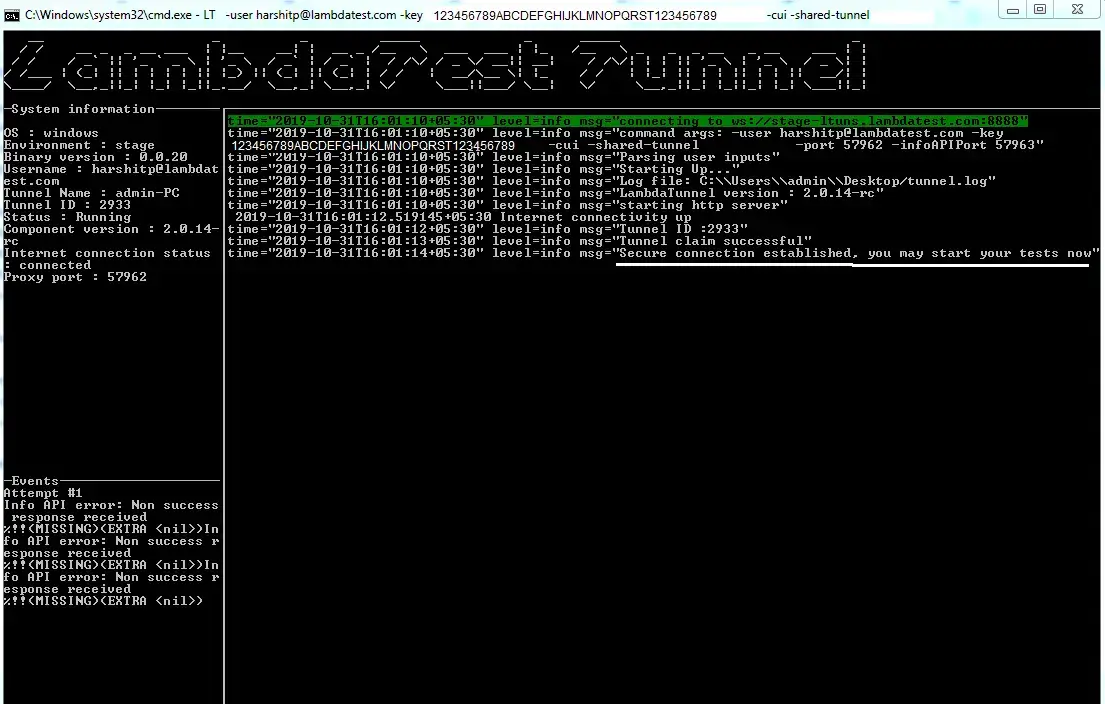 C:\Windows\system32\cmd.exe - LT -user harshitp@lambdatest.com -key 123456789ABCDEFGHIJKLMNOPQRST123456789 -cui -shared-tunnel
LambdaTest Tunnel
System information
OS : windows
Environment : stage
Binary version : 0.0.20
Username : harshitp@lambdat
est.com
Tunnel Name : admin-PC
Tunnel ID : 2933
Status : Running
Component version : 2.0.14-
rc
Internet connection status
: connected
Proxy port : 57962
time="2019-10-31T16:01:10+05:30" level=info msg="connecting to ws://stage-ltuns.lambdatest.com:8888"
time="2019-10-31T16:01:10+05:30" level=info msg="command args: -user harshitp@lambdatest.com -key
123456789ABCDEFGHIJKLMNOPQRST123456789 -cui -shared-tunnel -port 57962 -infoAPIPort 57963"
time="2019-10-31T16:01:10+05:30" level=info msg="Parsing user inputs"
time="2019-10-31T16:01:10+05:30" level=info msg="Starting Up..."
time="2019-10-31T16:01:10+05:30" level=info msg="Log file: C:\\Users\\admin\\Desktop/tunnel.log"
time="2019-10-31T16:01:10+05:30" level=info msg="LambdaTunnel version : 2.0.14-rc"
time="2019-10-31T16:01:10+05:30" level=info msg="starting http server"
2019-10-31T16:01:12.519145+05:30 Internet connectivity up
time="2019-10-31T16:01:12+05:30" level=info msg="Tunnel ID :2933"
time="2019-10-31T16:01:13+05:30" level=info msg="Tunnel claim successful"
time="2019-10-31T16:01:14+05:30" level=info msg="Secure connection established, you may start your tests now"
Events
Attempt #1
Info API error: Non success
response received
%!!(MISSING)(EXTRA <nil>)In
fo API error: Non success r
esponse received
%!!(MISSING)(EXTRA <nil>)In
fo API error: Non success r
esponse received
%!!(MISSING)(EXTRA <nil>)